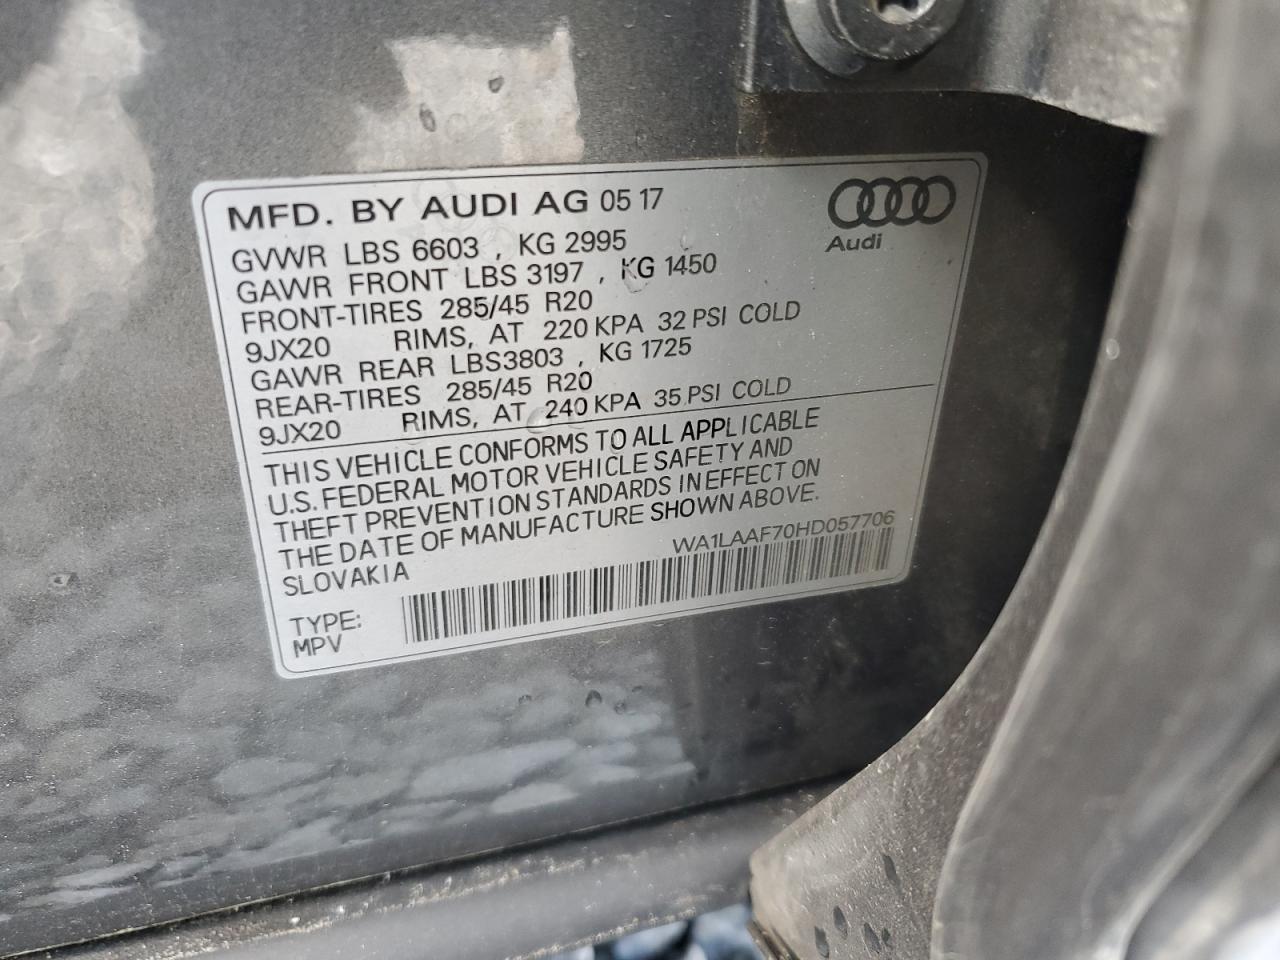 MFD. BY AUDI AG 05 17
Audi
GVWR LBS 6603 , KG 2995
GAWR FRONT LBS 3197 , KG 1450
FRONT-TIRES 285/45 R20
9JX20 RIMS, AT 220 KPA 32 PSI COLD
GAWR REAR LBS3803 , KG 1725
REAR-TIRES 285/45 R20
9JX20 RIMS, AT 240 KPA 35 PSI COLD
THIS VEHICLE CONFORMS TO ALL APPLICABLE
U.S. FEDERAL MOTOR VEHICLE SAFETY AND
THEFT PREVENTION STANDARDS IN EFFECT ON
THE DATE OF MANUFACTURE SHOWN ABOVE.
SLOVAKIA
WA1LAAF70HD057706
TYPE:
MPV